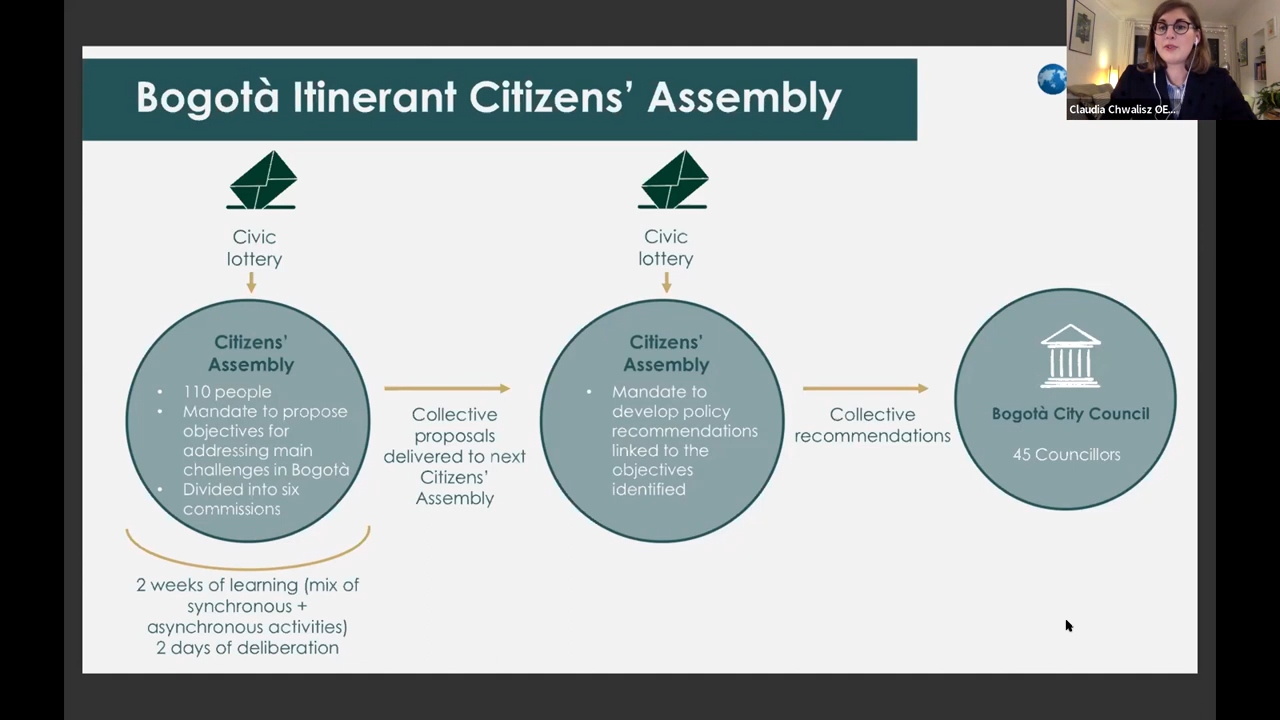 Bogotà Itinerant Citizens’ Assembly
Claudia Chwalisz OE...
Civic
lottery
Civic
lottery
Citizens’
Assembly
• 110 people
• Mandate to propose
objectives for
addressing main
challenges in Bogotà
• Divided into six
commissions
Collective
proposals
delivered to next
Citizens’
Assembly
Citizens’
Assembly
• Mandate to
develop policy
recommendations
linked to the
objectives
identified
Collective
recommendations
Bogotà City Council
45 Councillors
2 weeks of learning (mix of
synchronous +
asynchronous activities)
2 days of deliberation